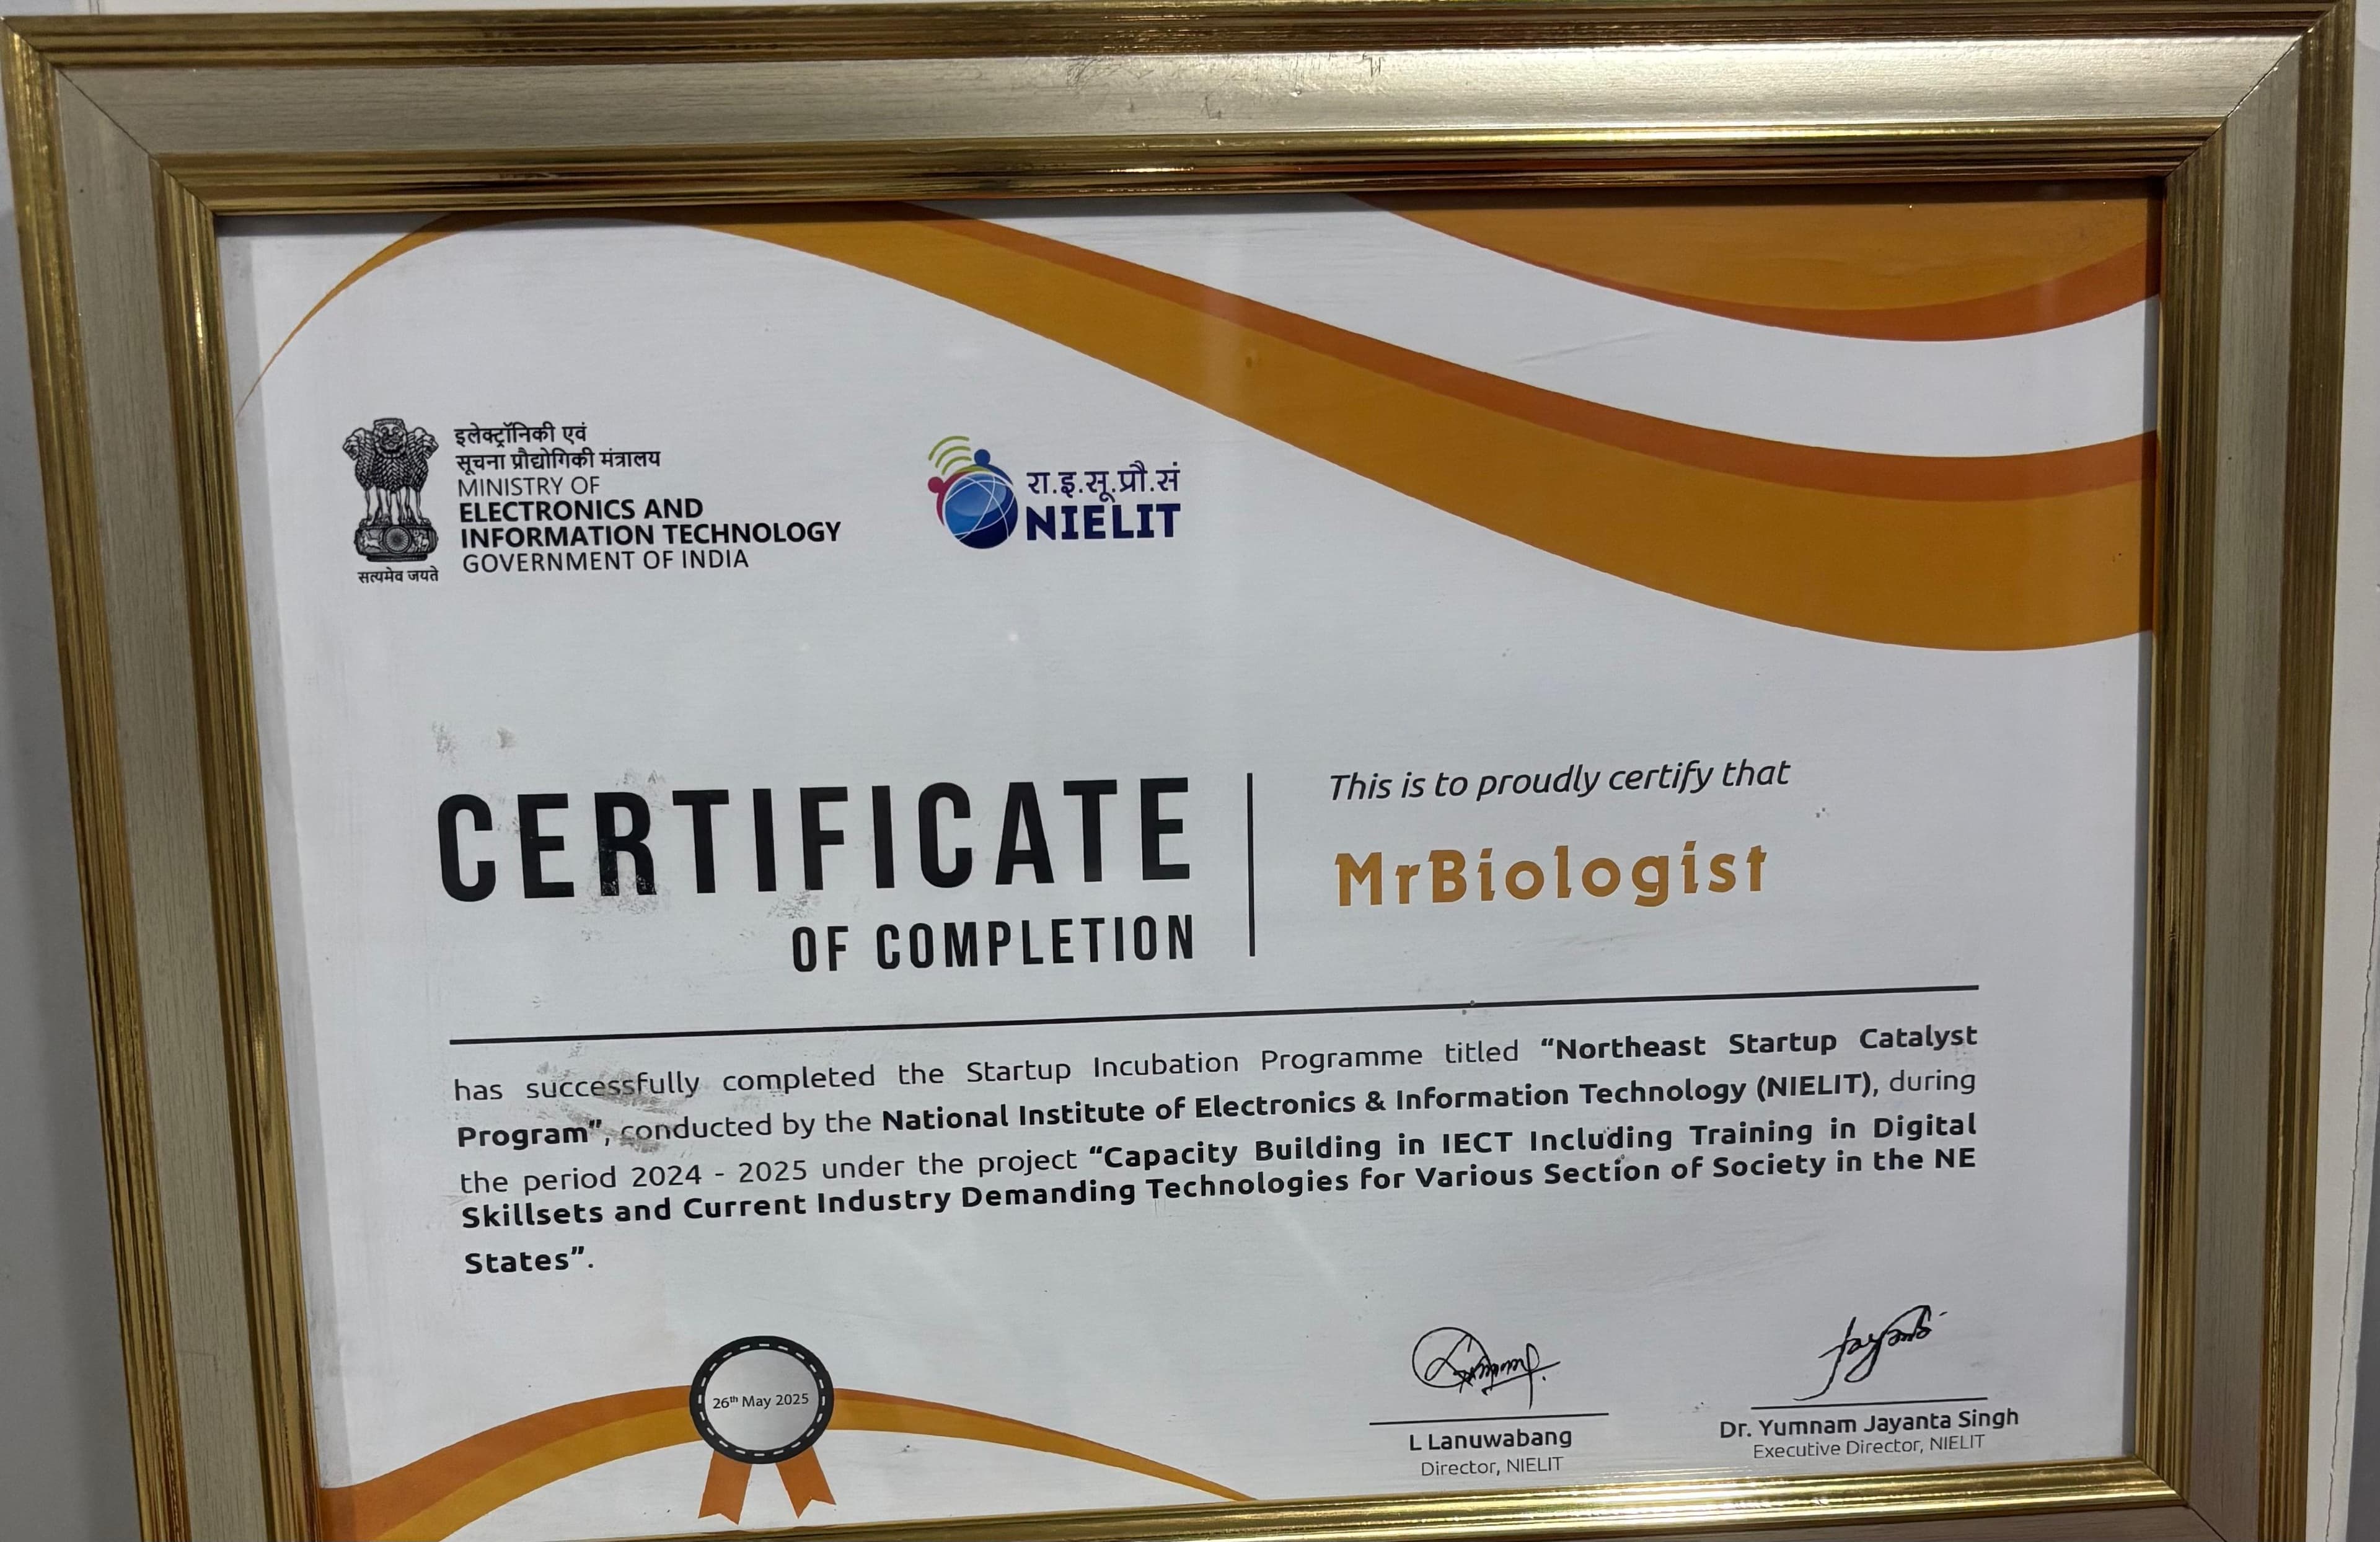 इलेक्ट्रॉनिकी एवं
सूचना प्रौद्योगिकी मंत्रालय
MINISTRY OF
ELECTRONICS AND
INFORMATION TECHNOLOGY
GOVERNMENT OF INDIA
सत्यमेव जयते
रा.इ.सू.प्रौ.सं
NIELIT
CERTIFICATE
OF COMPLETION
This is to proudly certify that
MrBiologist
has successfully completed the Startup Incubation Programme titled “Northeast Startup Catalyst
Program”, conducted by the National Institute of Electronics & Information Technology (NIELIT), during
the period 2024 - 2025 under the project “Capacity Building in IECT Including Training in Digital
Skillsets and Current Industry Demanding Technologies for Various Section of Society in the NE
States”.
26th May 2025
L Lanuwabang
Director, NIELIT
Dr. Yumnam Jayanta Singh
Executive Director, NIELIT